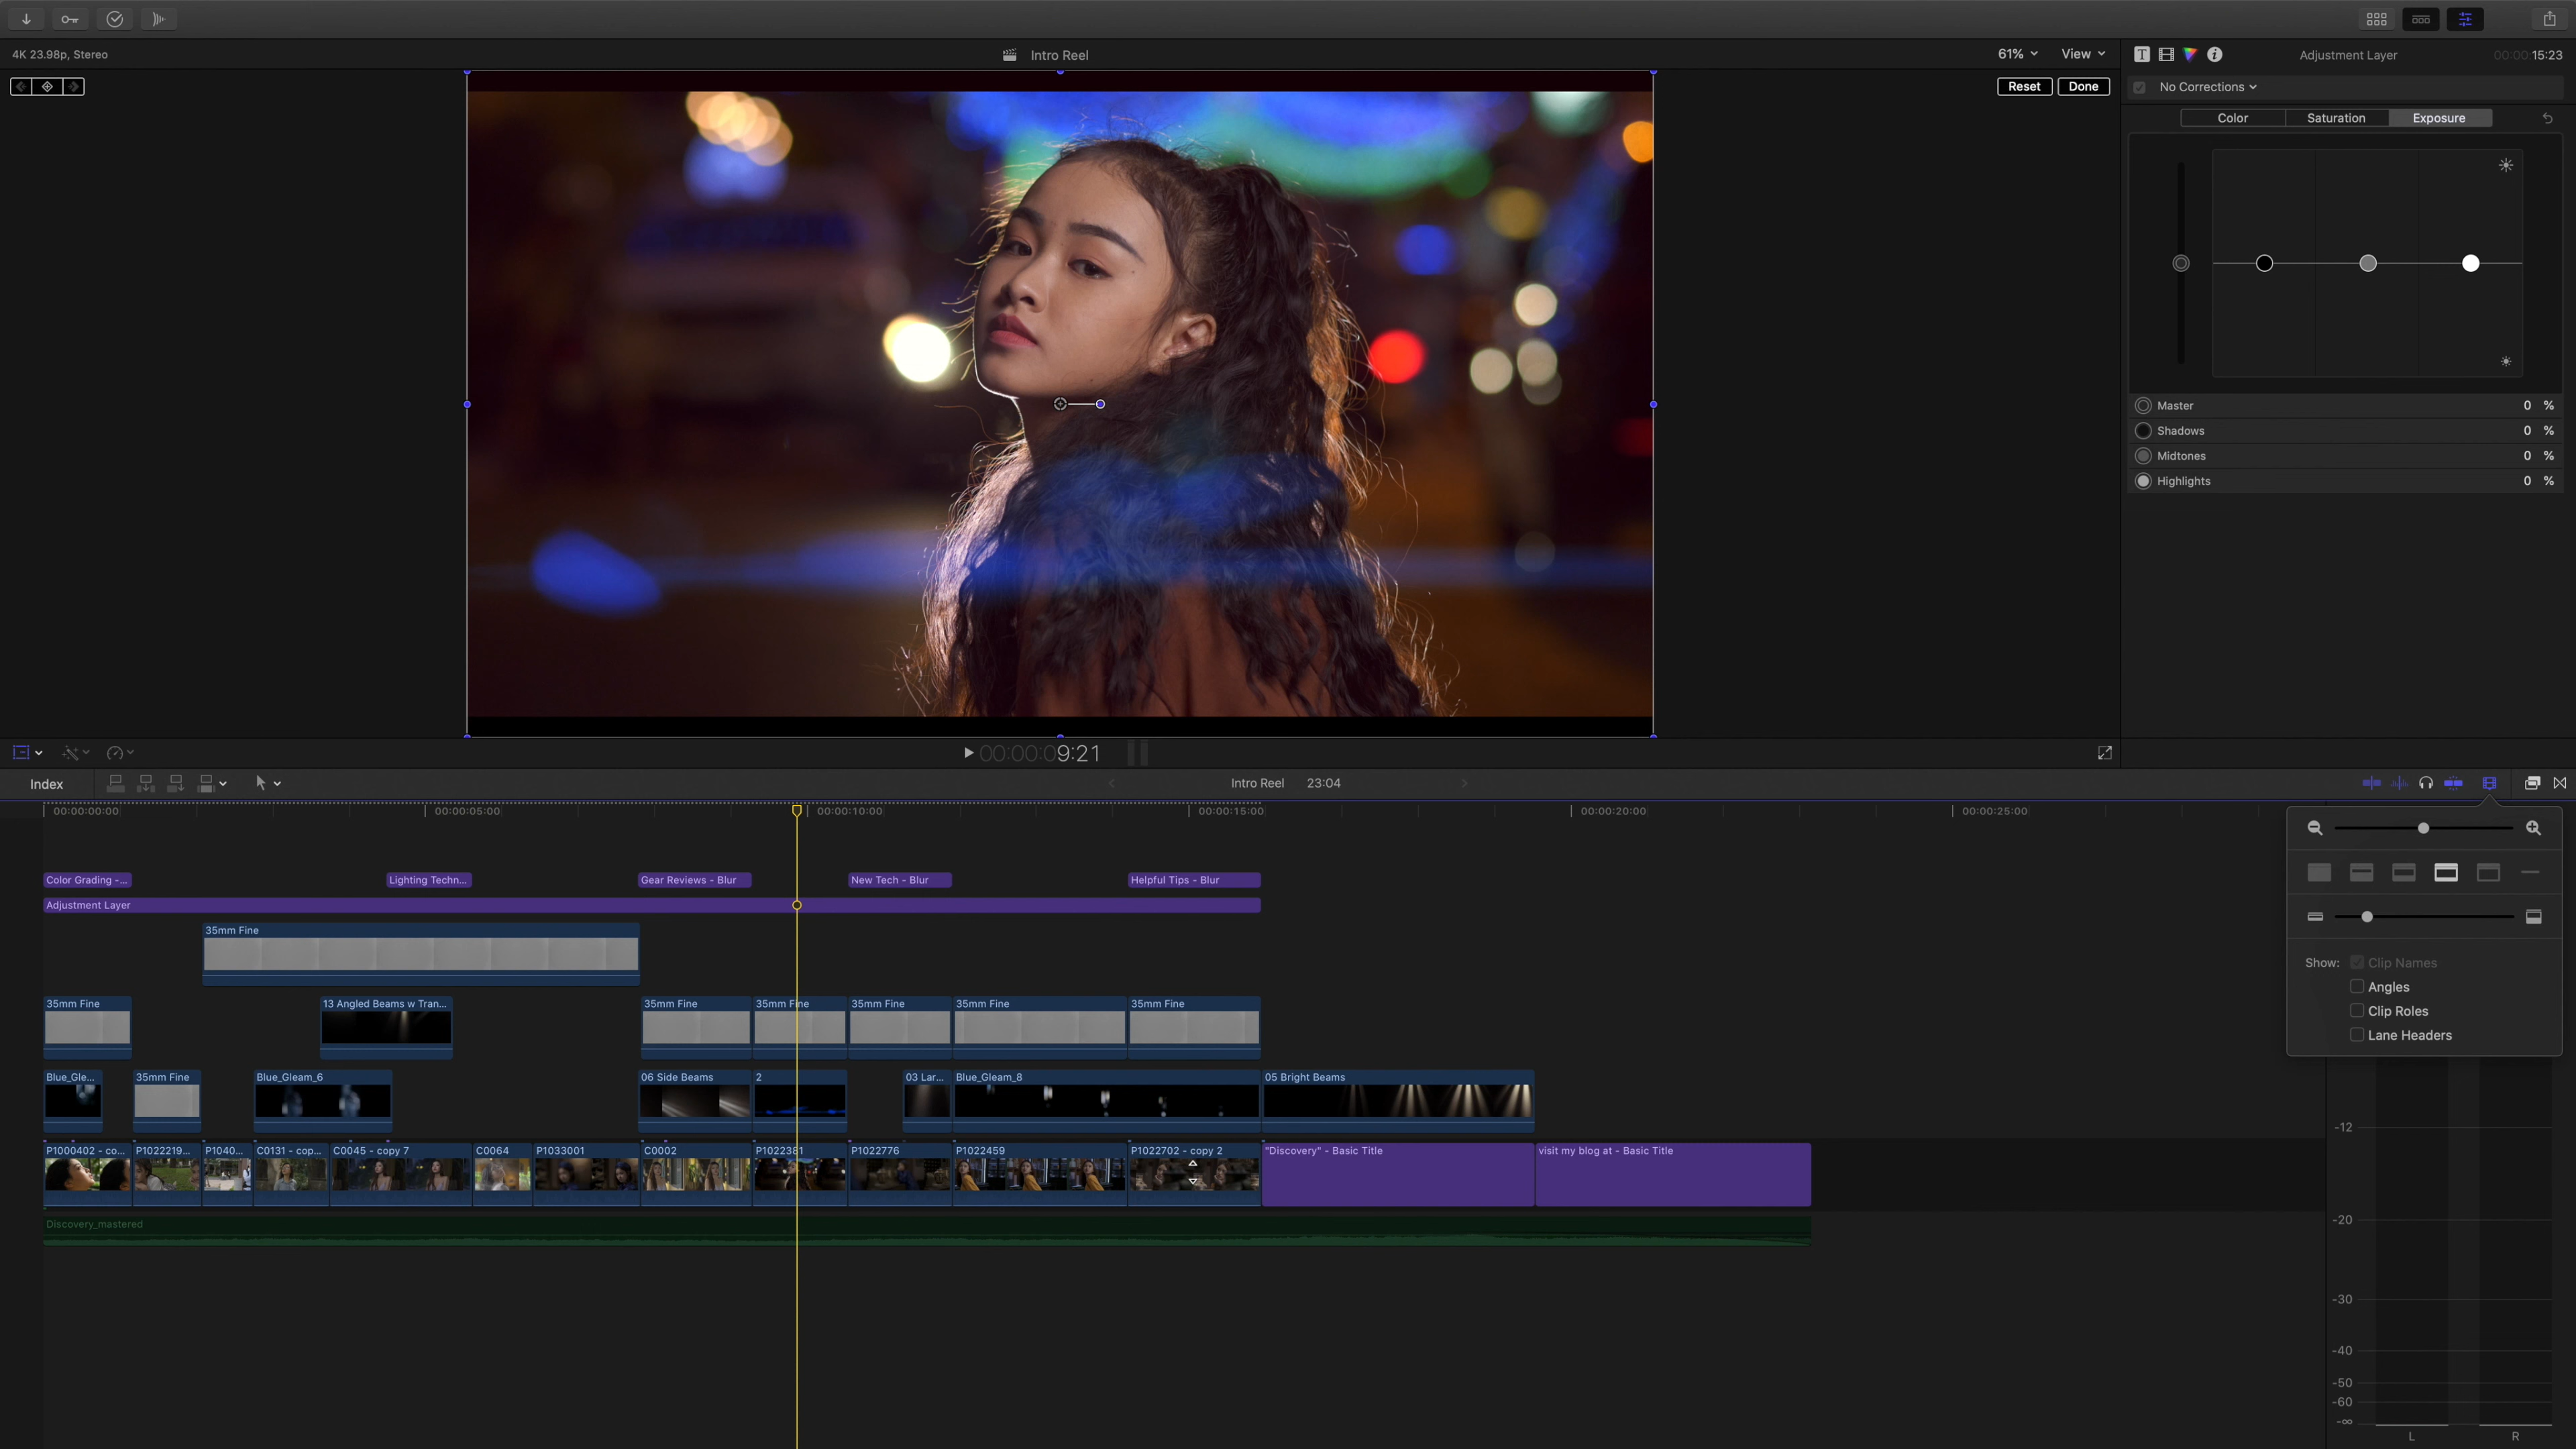 4K 23.98p, Stereo
Intro Reel
61%
View
Adjustment Layer
00:00:15:23
Reset
Done
No Corrections
Color
Saturation
Exposure
Master 0 %
Shadows 0 %
Midtones 0 %
Highlights 0 %
00:00:09:21
Index
Intro Reel 23:04
00:00:00:00
00:00:05:00
00:00:10:00
00:00:15:00
00:00:20:00
00:00:25:00
Color Grading -...
Lighting Techn...
Gear Reviews - Blur
New Tech - Blur
Helpful Tips - Blur
Adjustment Layer
35mm Fine
Show: Clip Names
Angles
Clip Roles
Lane Headers
35mm Fine
13 Angled Beams w Tran...
35mm Fine
35mm Fine
35mm Fine
35mm Fine
35mm Fine
Blue_Gle...
35mm Fine
Blue_Gleam_6
06 Side Beams
2
03 Lar...
Blue_Gleam_8
05 Bright Beams
P1000402 - co...
P1022219...
P1040...
C0131 - cop...
C0045 - copy 7
C0064
P1033001
C0002
P1022381
P1022776
P1022459
P1022702 - copy 2
"Discovery" - Basic Title
visit my blog at - Basic Title
Discovery_mastered
-12
-20
-30
-40
-50
-60
-∞
L
R